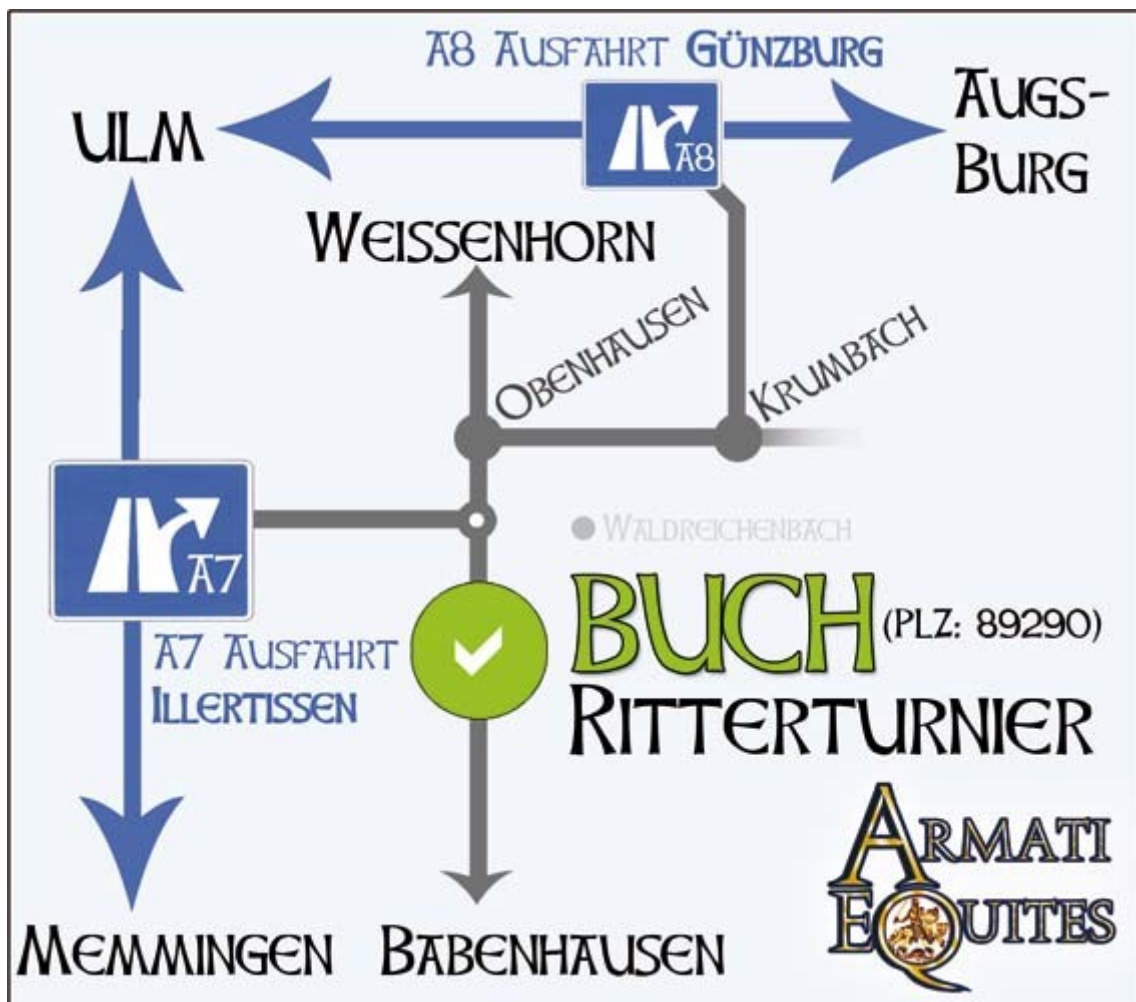 A8 Ausfahrt Günzburg
Ulm
A8
Augs-
Burg
Weissenhorn
Obenhausen
Krumbach
A7
Waldreichenbach
BUCH (PLZ: 89290)
A7 Ausfahrt
Illertissen
Ritterturnier
Armati
Equites
Memmingen
Babenhausen